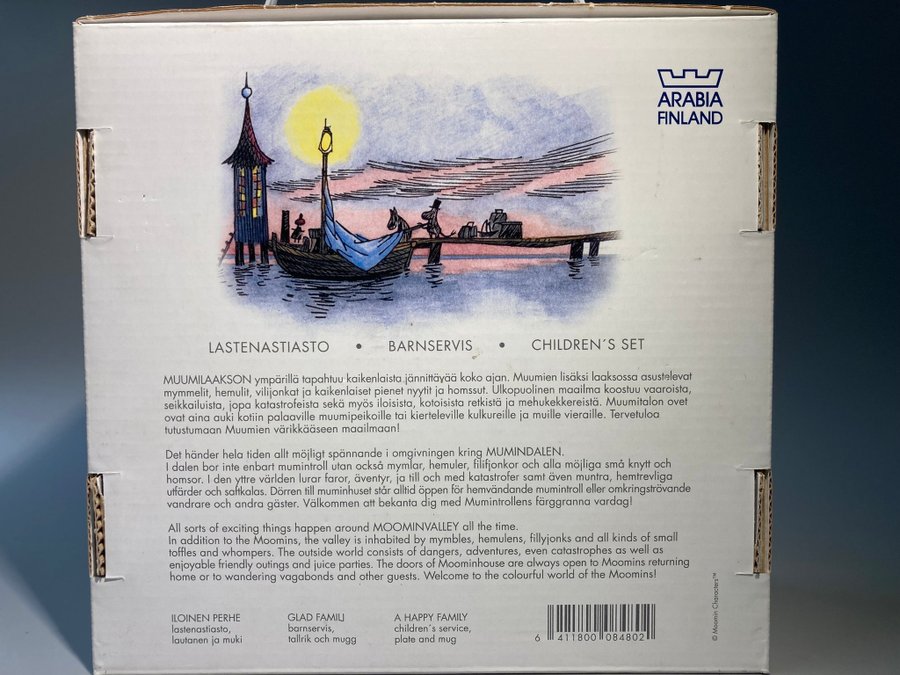 ARABIA
FINLAND
LASTENASTIASTO • BARNSERVIS • CHILDREN´S SET
MUUMILAAKSON ympärillä tapahtuu kaikenlaista jännittävää koko ajan. Muumien lisäksi laaksossa asustelevat
mymmelit, hemulit, vilijonkat ja kaikenlaiset pienet nyytit ja homssut. Ulkopuolinen maailma koostuu vaaroista,
seikkailuista, jopa katastrofeista sekä myös iloisista, kotoisista retkistä ja mehukekkereistä. Muumitalon ovet
ovat aina auki kotiin palaaville muumipeikoille tai kierteleville kulkureille ja muille vieraille. Tervetuloa
tutustumaan Muumien värikkääseen maailmaan!
Det händer hela tiden allt möjligt spännande i omgivningen kring MUMINDALEN.
I dalen bor inte enbart mumintroll utan också mymlar, hemuler, filifjonkor och alla möjliga små knytt och
homsor. I den yttre världen lurar faror, äventyr, ja till och med katastrofer samt även muntra, hemtrevliga
utfärder och saftkalas. Dörren till muminhuset står alltid öppen för hemvändande mumintroll eller omkringströvande
vandrare och andra gäster. Välkommen att bekanta dig med Mumintrollens färggranna vardag!
All sorts of exciting things happen around MOOMINVALLEY all the time.
In addition to the Moomins, the valley is inhabited by mymbles, hemulens, fillyjonks and all kinds of small
toffles and whompers. The outside world consists of dangers, adventures, even catastrophes as well as
enjoyable friendly outings and juice parties. The doors of Moominhouse are always open to Moomins returning
home or to wandering vagabonds and other guests. Welcome to the colourful world of the Moomins!
ILOINEN PERHE
lastenastiasto,
lautanen ja muki
GLAD FAMILJ
barnservis,
tallrik och mugg
A HAPPY FAMILY
children´s service,
plate and mug
6 411800 084802
© Moomin Characters™